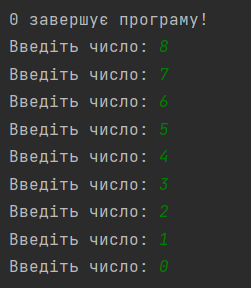 0 завершує програму!
Введіть число: 8
Введіть число: 7
Введіть число: 6
Введіть число: 5
Введіть число: 4
Введіть число: 3
Введіть число: 2
Введіть число: 1
Введіть число: 0